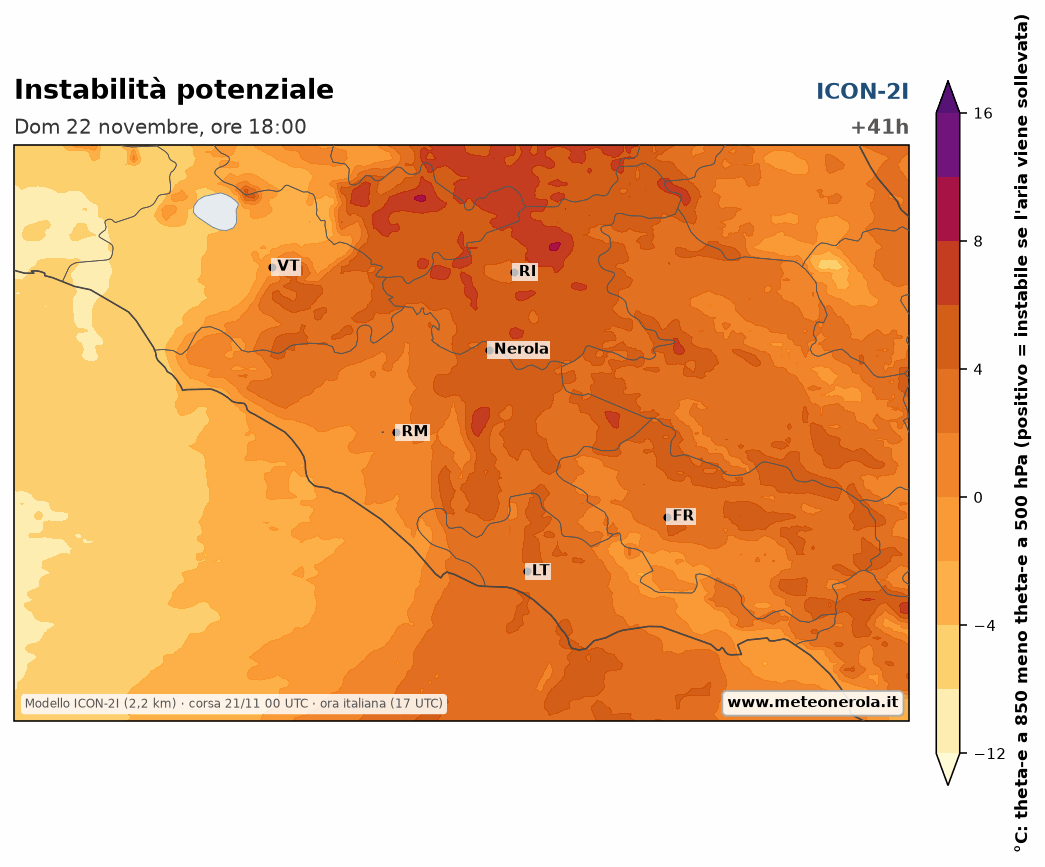 Instabilità potenziale
ICON-2I
Dom 22 novembre, ore 18:00
+41h
VT
RI
Nerola
RM
FR
LT
Modello ICON-2I (2,2 km) · corsa 21/11 00 UTC · ora italiana (17 UTC)
www.meteonerola.it
16
8
4
0
−4
−12
°C: theta-e a 850 meno theta-e a 500 hPa (positivo = instabile se l'aria viene sollevata)